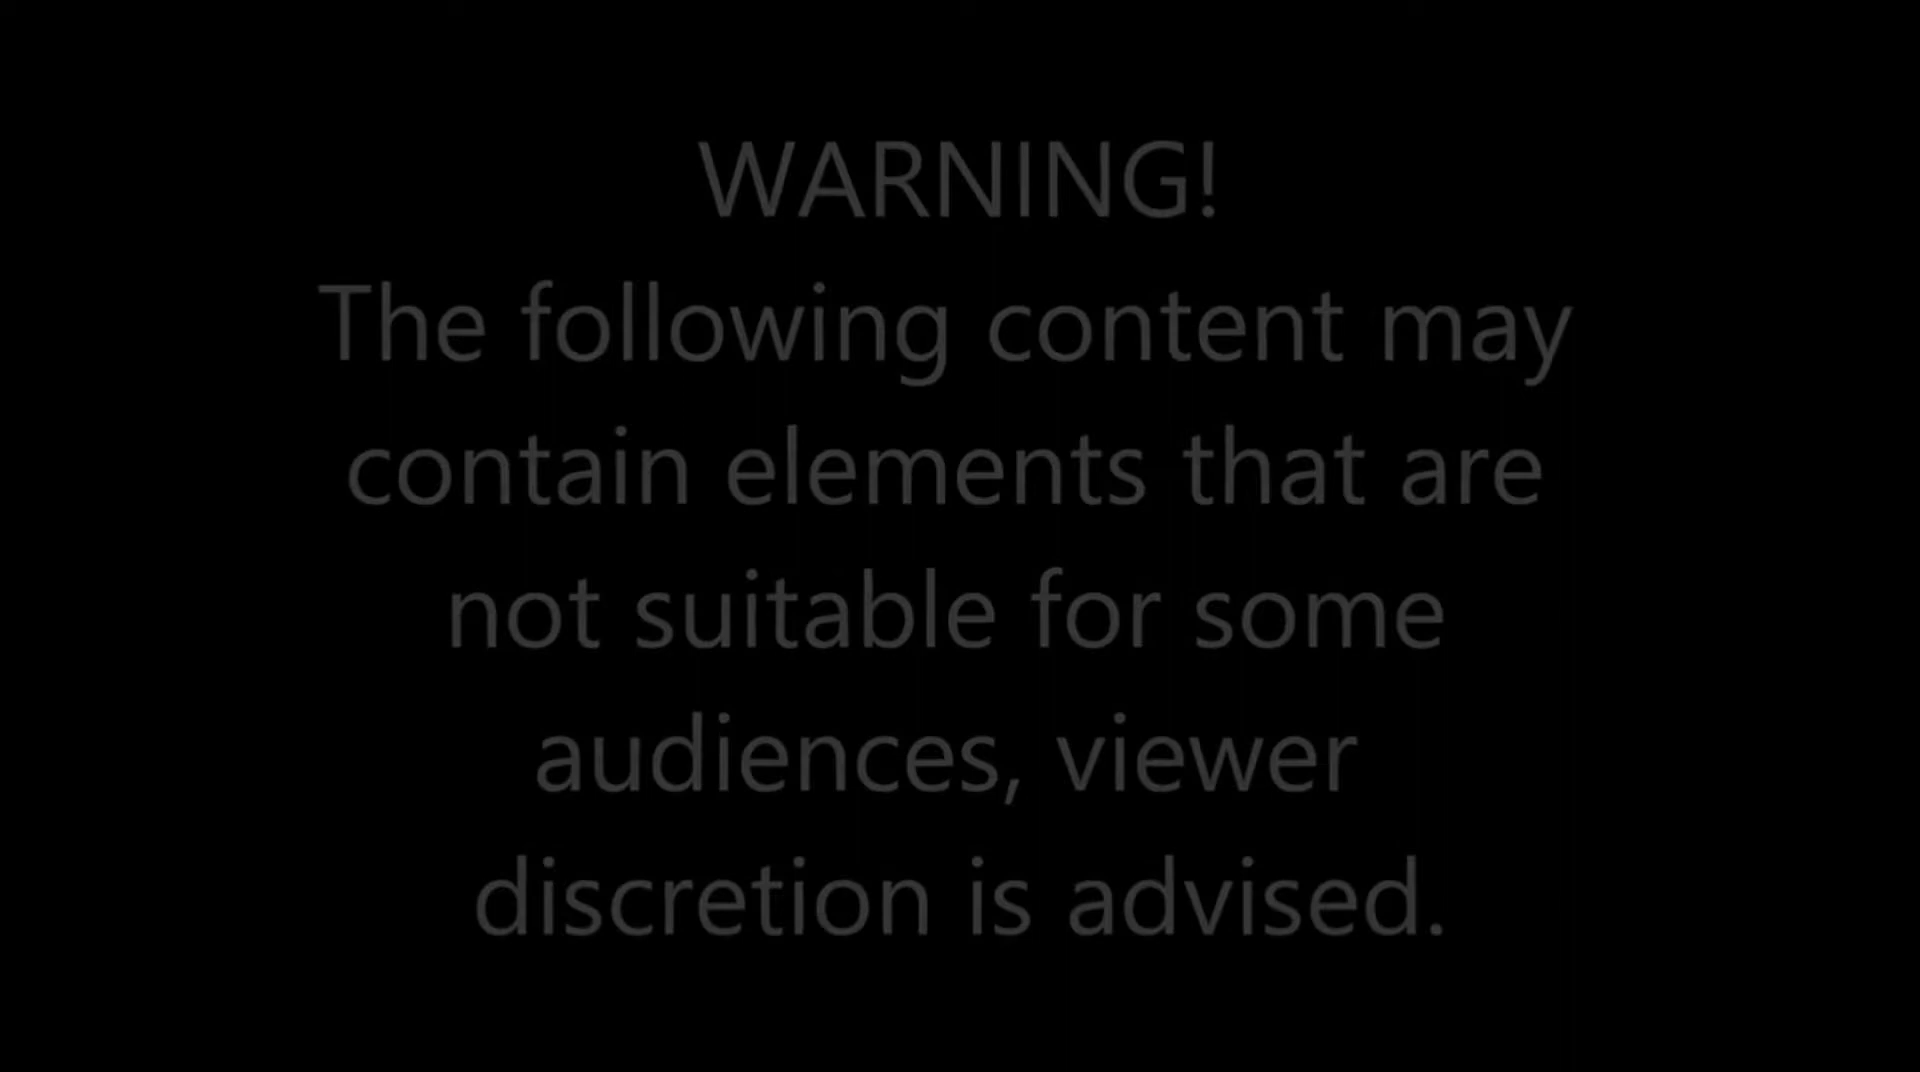 WARNING!
The following content may
contain elements that are
not suitable for some
audiences, viewer
discretion is advised.